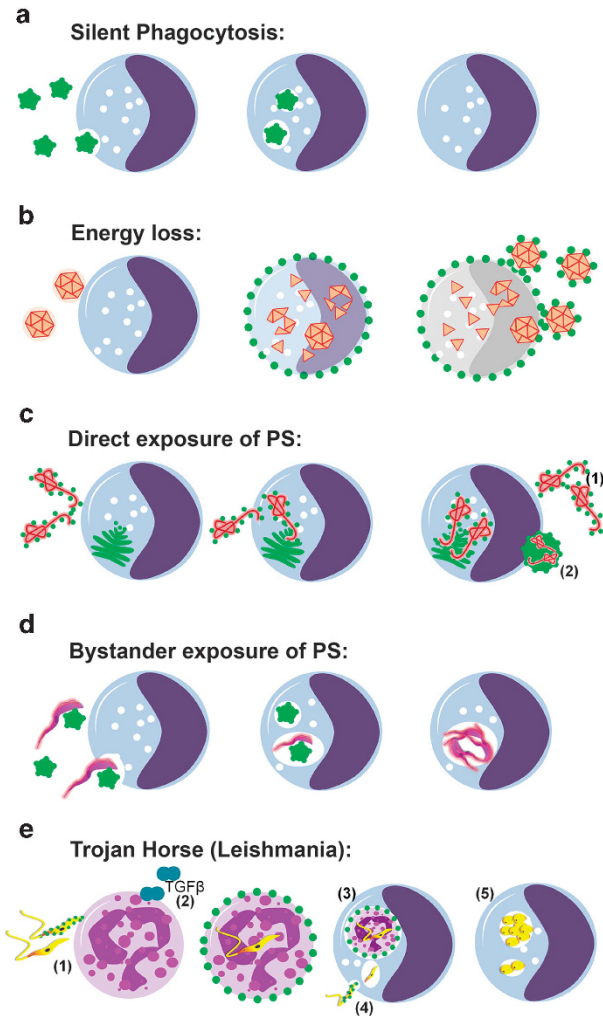 a
Silent Phagocytosis:
b
Energy loss:
c
Direct exposure of PS:
(1)
(2)
d
Bystander exposure of PS:
e
Trojan Horse (Leishmania):
TGFβ
(2)
(3)
(5)
(1)
(4)